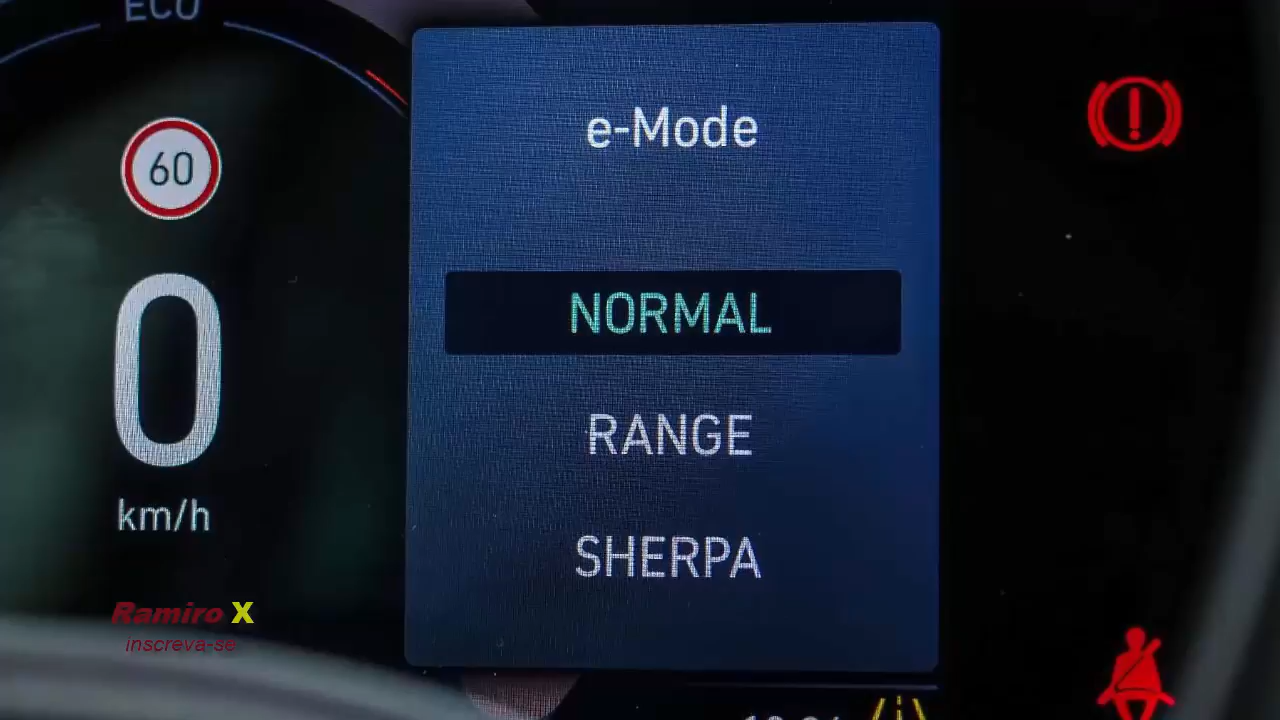 ECO
60
0
km/h
e-Mode
NORMAL
RANGE
SHERPA
Ramiro X
inscreva-se